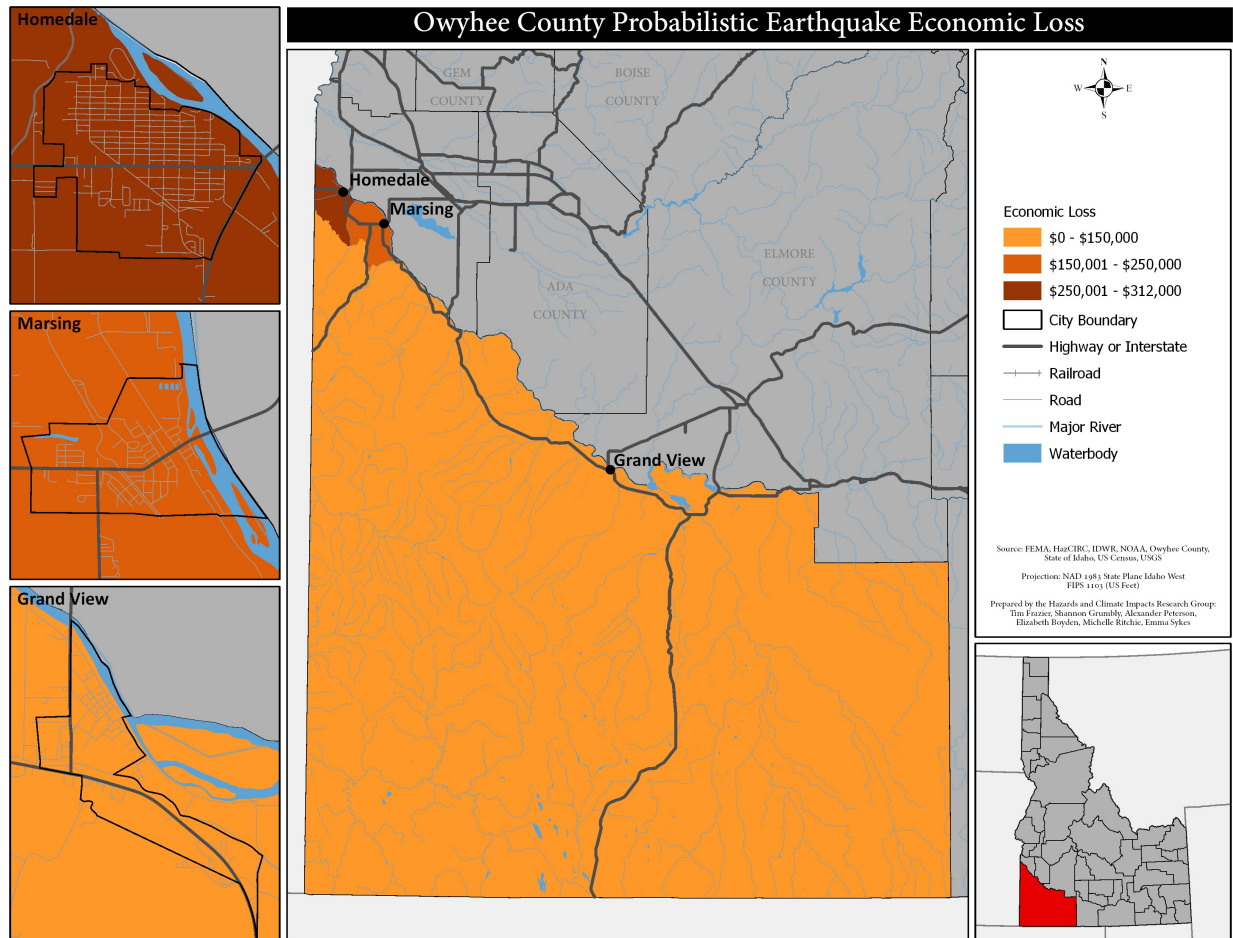 Owyhee County Probabilistic Earthquake Economic Loss
Homedale
Marsing
Grand View
GEM
COUNTY
BOISE
COUNTY
Homedale
Marsing
ELMORE
COUNTY
ADA
COUNTY
Grand View
N
W E
S
Economic Loss
$0 - $150,000
$150,001 - $250,000
$250,001 - $312,000
City Boundary
Highway or Interstate
Railroad
Road
Major River
Waterbody
Source: FEMA, HazCIRC, IDWR, NOAA, Owyhee County,
State of Idaho, US Census, USGS
Projection: NAD 1983 State Plane Idaho West
FIPS 1103 (US Feet)
Prepared by the Hazards and Climate Impacts Research Group:
Tim Frazier, Shannon Grumbly, Alexander Peterson,
Elizabeth Boyden, Michelle Ritchie, Emma Sykes